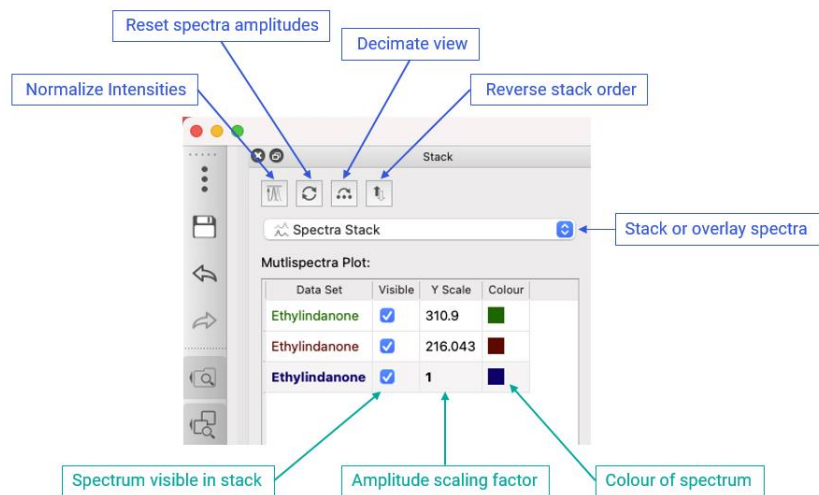 Reset spectra amplitudes
Decimate view
Normalize Intensities
Reverse stack order
Stack
Spectra Stack
Stack or overlay spectra
Mutlispectra Plot:
Data Set Visible Y Scale Colour
Ethylindanone 310.9
Ethylindanone 216.043
Ethylindanone 1
Spectrum visible in stack
Amplitude scaling factor
Colour of spectrum